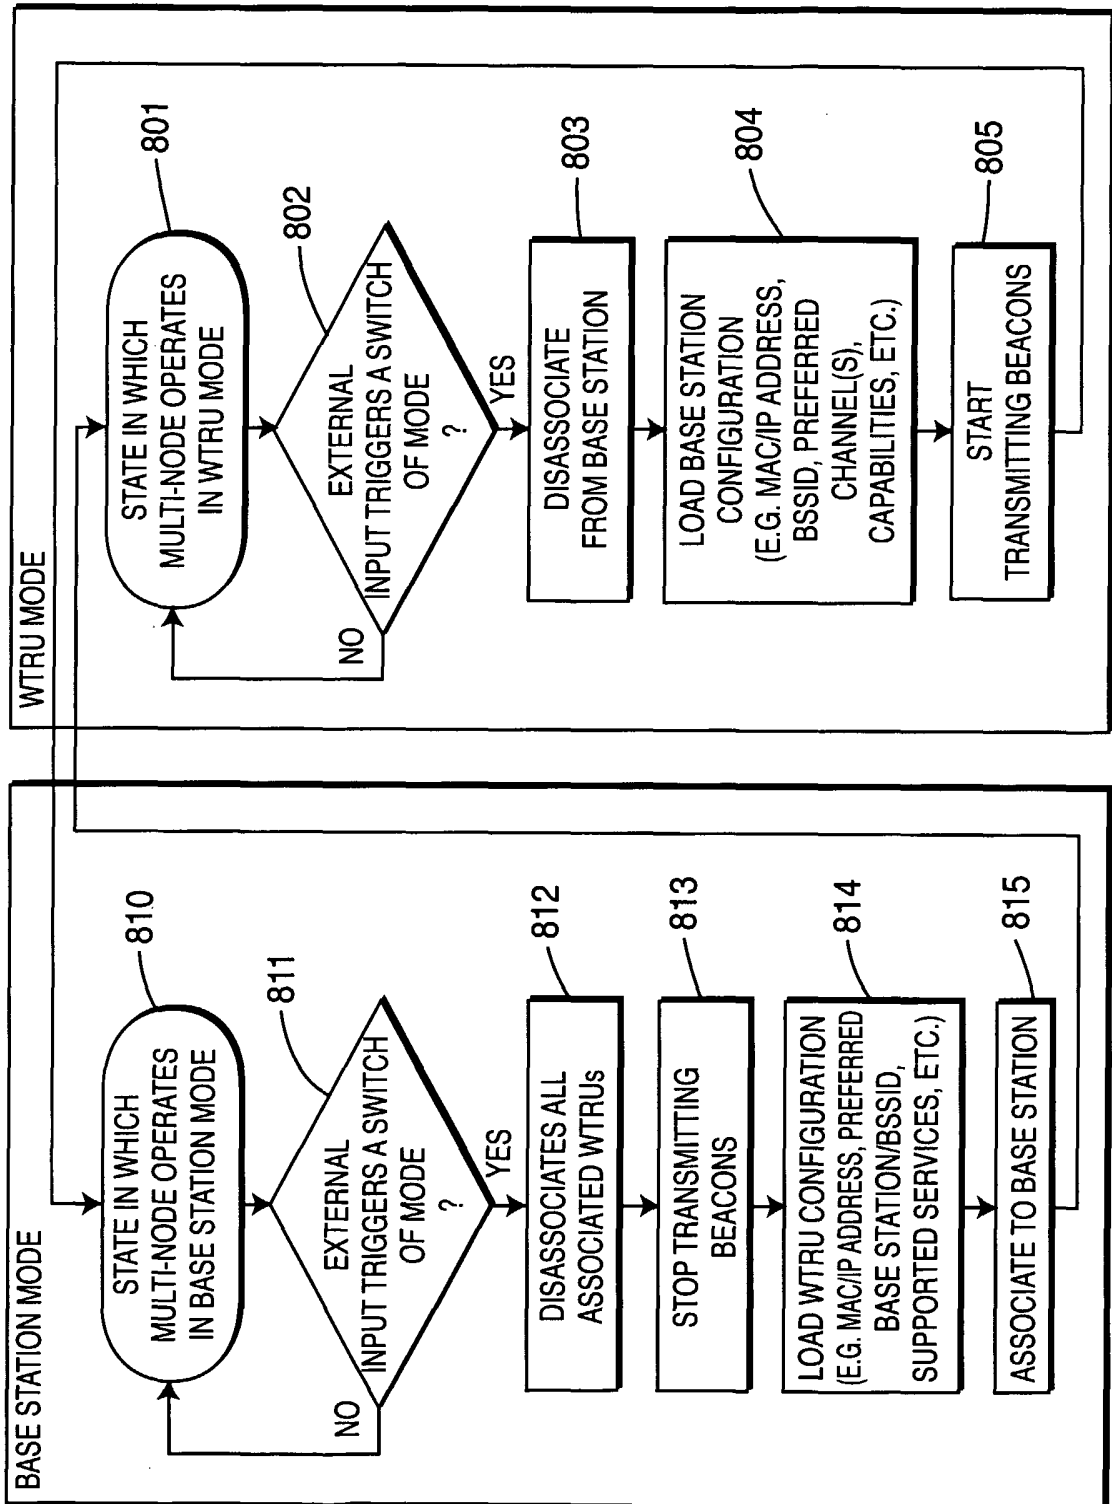 BASE STATION MODE
STATE IN WHICH
MULTI-NODE OPERATES
IN BASE STATION MODE
810
EXTERNAL
INPUT TRIGGERS A SWITCH
OF MODE
?
811
NO
YES
DISASSOCIATES ALL
ASSOCIATED WTRUs
812
STOP TRANSMITTING
BEACONS
813
LOAD WTRU CONFIGURATION
(E.G. MAC/IP ADDRESS, PREFERRED
BASE STATION/BSSID,
SUPPORTED SERVICES, ETC.)
814
ASSOCIATE TO BASE STATION
815
WTRU MODE
STATE IN WHICH
MULTI-NODE OPERATES
IN WTRU MODE
801
EXTERNAL
INPUT TRIGGERS A SWITCH
OF MODE
?
802
NO
YES
DISASSOCIATE
FROM BASE STATION
803
LOAD BASE STATION
CONFIGURATION
(E.G. MAC/IP ADDRESS,
BSSID, PREFERRED
CHANNEL(S),
CAPABILITIES, ETC.)
804
START
TRANSMITTING BEACONS
805